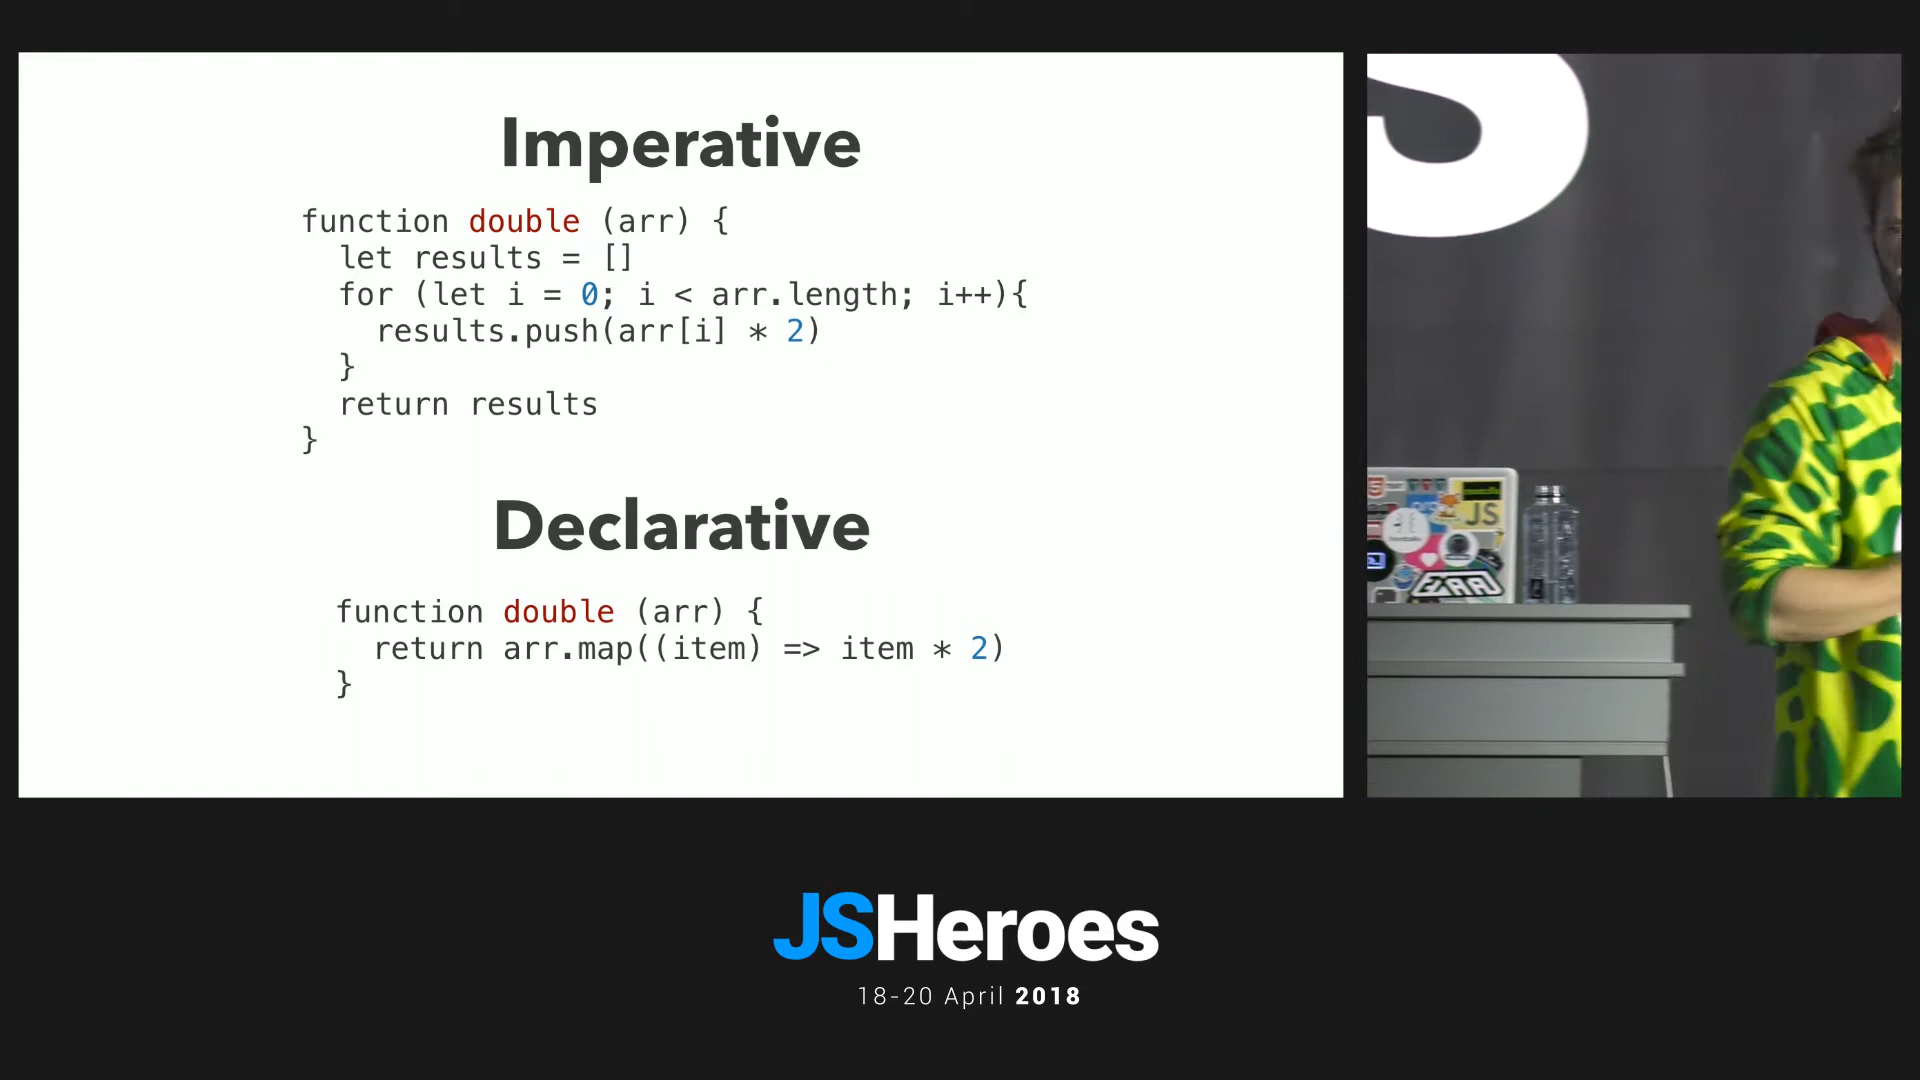 Imperative
function double (arr) {
  let results = []
  for (let i = 0; i < arr.length; i++){
    results.push(arr[i] * 2)
  }
  return results
}
Declarative
function double (arr) {
  return arr.map((item) => item * 2)
}
S
JS
JSHeroes
18-20 April 2018